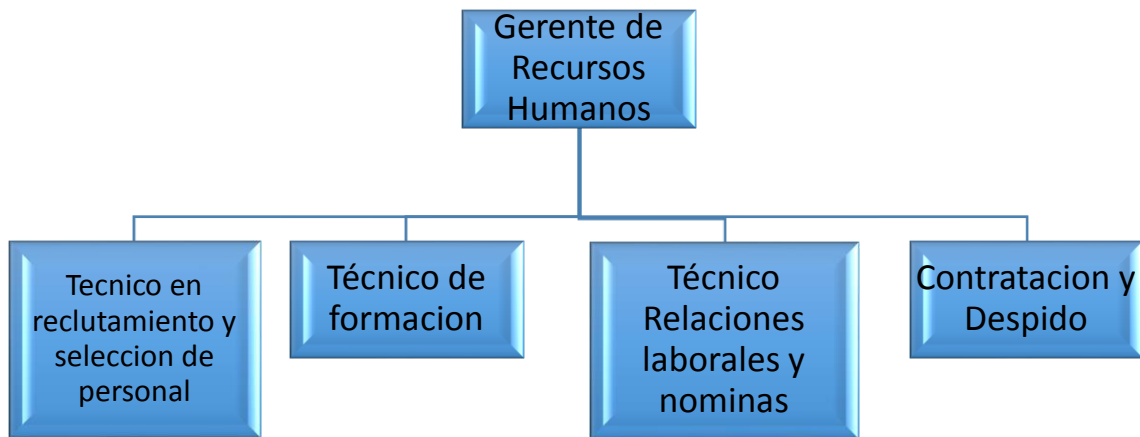 Gerente de
Recursos
Humanos
Tecnico en
reclutamiento y
seleccion de
personal
Técnico de
formacion
Técnico
Relaciones
laborales y
nominas
Contratacion y
Despido